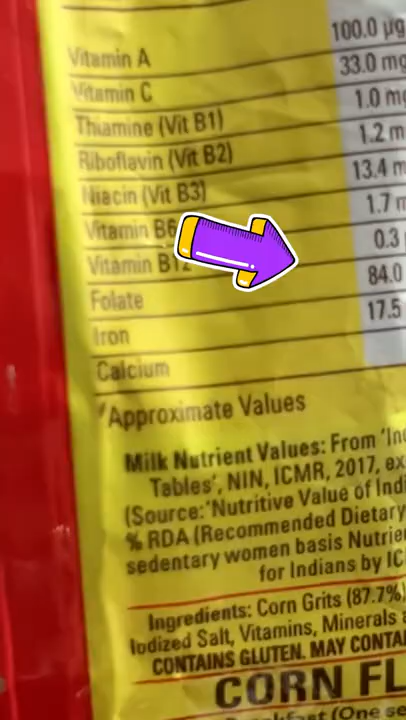 Vitamin A 100.0 µg
Vitamin C 33.0 mg
Thiamine (Vit B1) 1.0 mg
Riboflavin (Vit B2) 1.2 m
Niacin (Vit B3) 13.4 m
Vitamin B6 1.7
Vitamin B12 0.3
Folate 84.0
Iron 17.5
Calcium
Approximate Values
Milk Nutrient Values: From 'Ind
Tables', NIN, ICMR, 2017, ex
(Source:'Nutritive Value of Indi
% RDA (Recommended Dietary
sedentary women basis Nutrie
for Indians by IC
Ingredients: Corn Grits (87.7%)
Iodized Salt, Vitamins, Minerals
CONTAINS GLUTEN. MAY CONTA
CORN FL
(One se